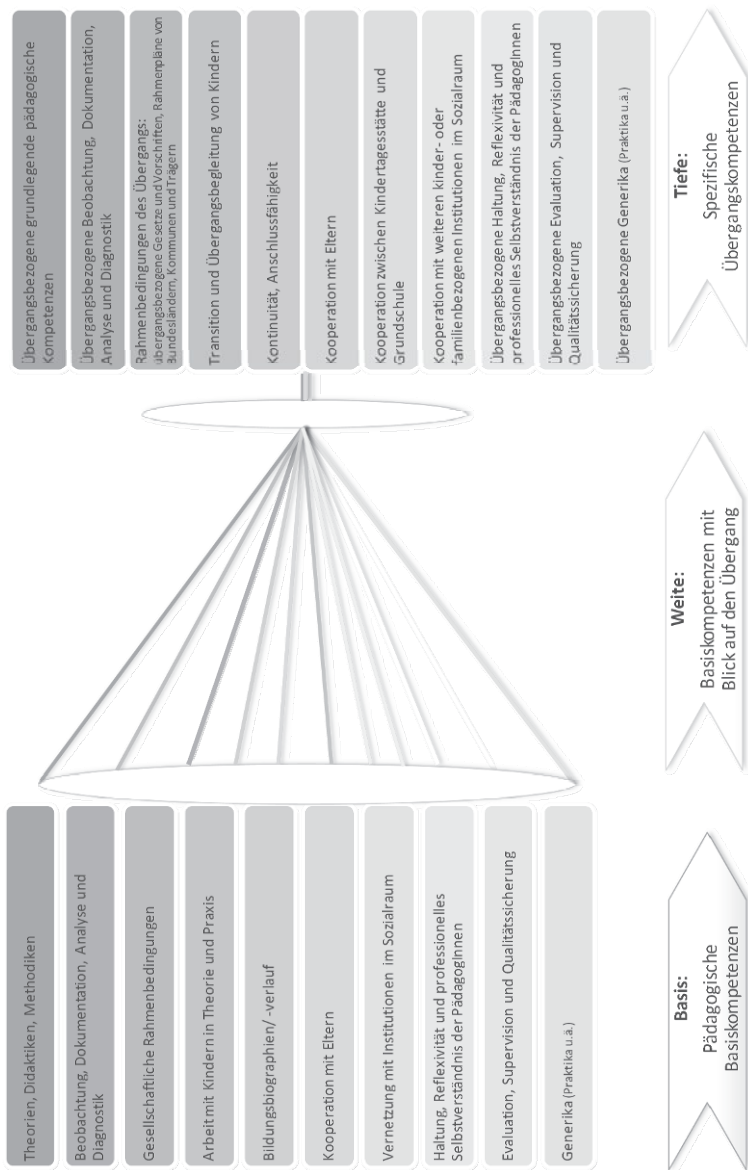 Theorien, Didaktiken, Methodiken
Beobachtung, Dokumentation, Analyse und
Diagnostik
Gesellschaftliche Rahmenbedingungen
Arbeit mit Kindern in Theorie und Praxis
Bildungsbiographien/ -verlauf
Kooperation mit Eltern
Vernetzung mit Institutionen im Sozialraum
Haltung, Reflexivität und professionelles
Selbstverständnis der PädagogInnen
Evaluation, Supervision und Qualitätssicherung
Generika (Praktika u.ä.)
Übergangsbezogene grundlegende pädagogische
Kompetenzen
Übergangsbezogene Beobachtung, Dokumentation,
Analyse und Diagnostik
Rahmenbedingungen des Übergangs:
übergangsbezogene Gesetze und Vorschriften, Rahmenpläne von
Bundesländern, Kommunen und Trägern
Transition und Übergangsbegleitung von Kindern
Kontinuität, Anschlussfähigkeit
Kooperation mit Eltern
Kooperation zwischen Kindertagesstätte und
Grundschule
Kooperation mit weiteren kinder- oder
familienbezogenen Institutionen im Sozialraum
Übergangsbezogene Haltung, Reflexivität und
professionelles Selbstverständnis der PädagogInnen
Übergangsbezogene Evaluation, Supervision und
Qualitätssicherung
Übergangsbezogene Generika (Praktika u.ä.)
Basis:
Pädagogische
Basiskompetenzen
Weite:
Basiskompetenzen mit
Blick auf den Übergang
Tiefe:
Spezifische
Übergangskompetenzen